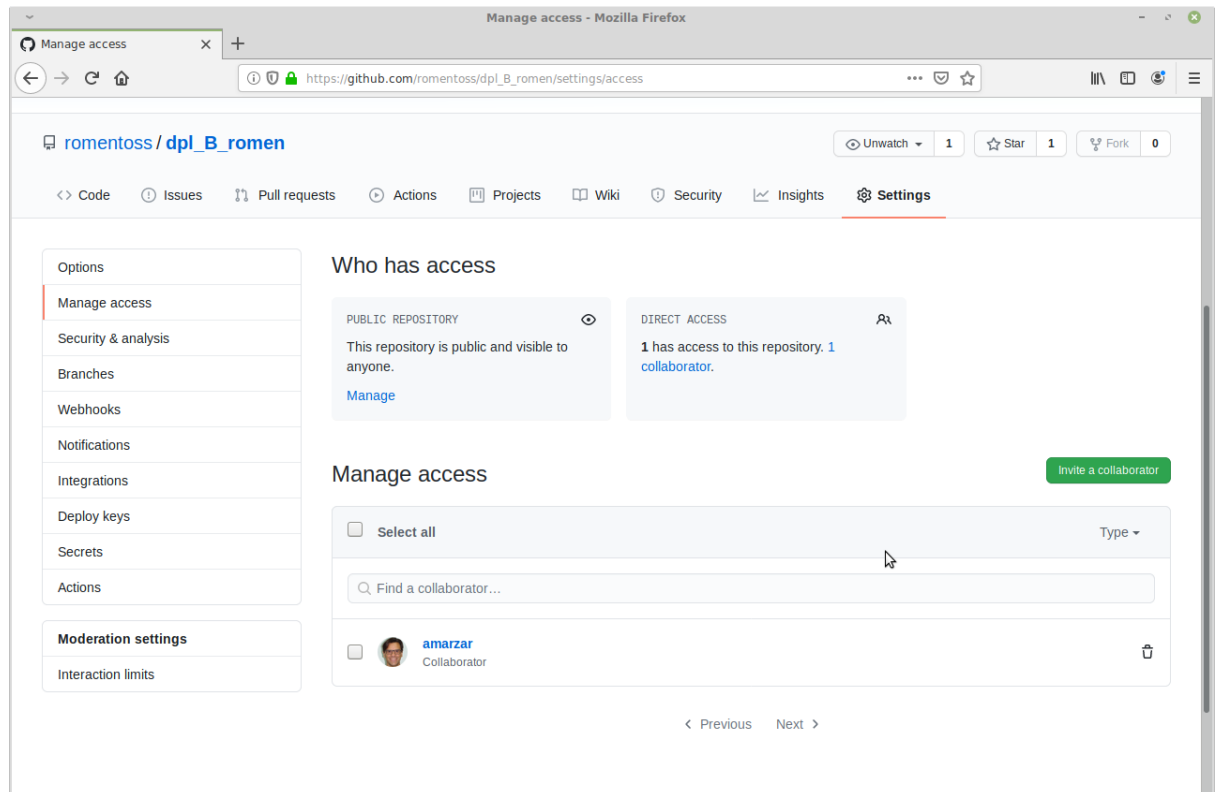 Manage access - Mozilla Firefox
Manage access
https://github.com/romentoss/dpl_B_romen/settings/access
romentoss / dpl_B_romen
Unwatch 1 Star 1 Fork 0
Code Issues Pull requests Actions Projects Wiki Security Insights Settings
Options
Manage access
Security & analysis
Branches
Webhooks
Notifications
Integrations
Deploy keys
Secrets
Actions
Moderation settings
Interaction limits
Who has access
PUBLIC REPOSITORY
This repository is public and visible to
anyone.
Manage
DIRECT ACCESS
1 has access to this repository. 1
collaborator.
Manage access
Invite a collaborator
Select all Type
Find a collaborator…
amarzar
Collaborator
Previous Next